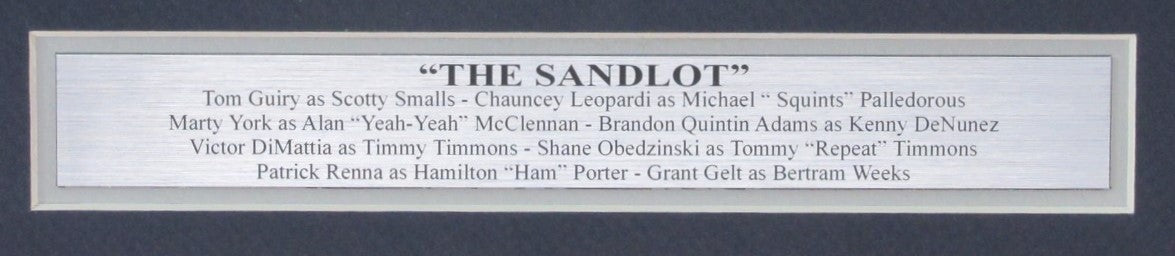 “THE SANDLOT”
Tom Guiry as Scotty Smalls - Chauncey Leopardi as Michael “ Squints” Palledorous
Marty York as Alan “Yeah-Yeah” McClennan - Brandon Quintin Adams as Kenny DeNunez
Victor DiMattia as Timmy Timmons - Shane Obedzinski as Tommy “Repeat” Timmons
Patrick Renna as Hamilton “Ham” Porter - Grant Gelt as Bertram Weeks